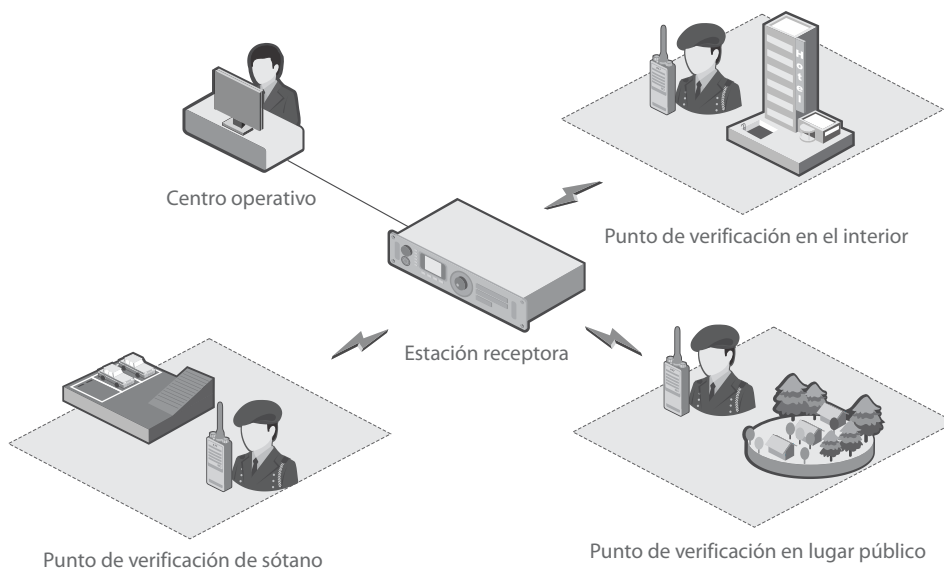 Hotel
Centro operativo
Punto de verificación en el interior
Estación receptora
Punto de verificación de sótano
Punto de verificación en lugar público